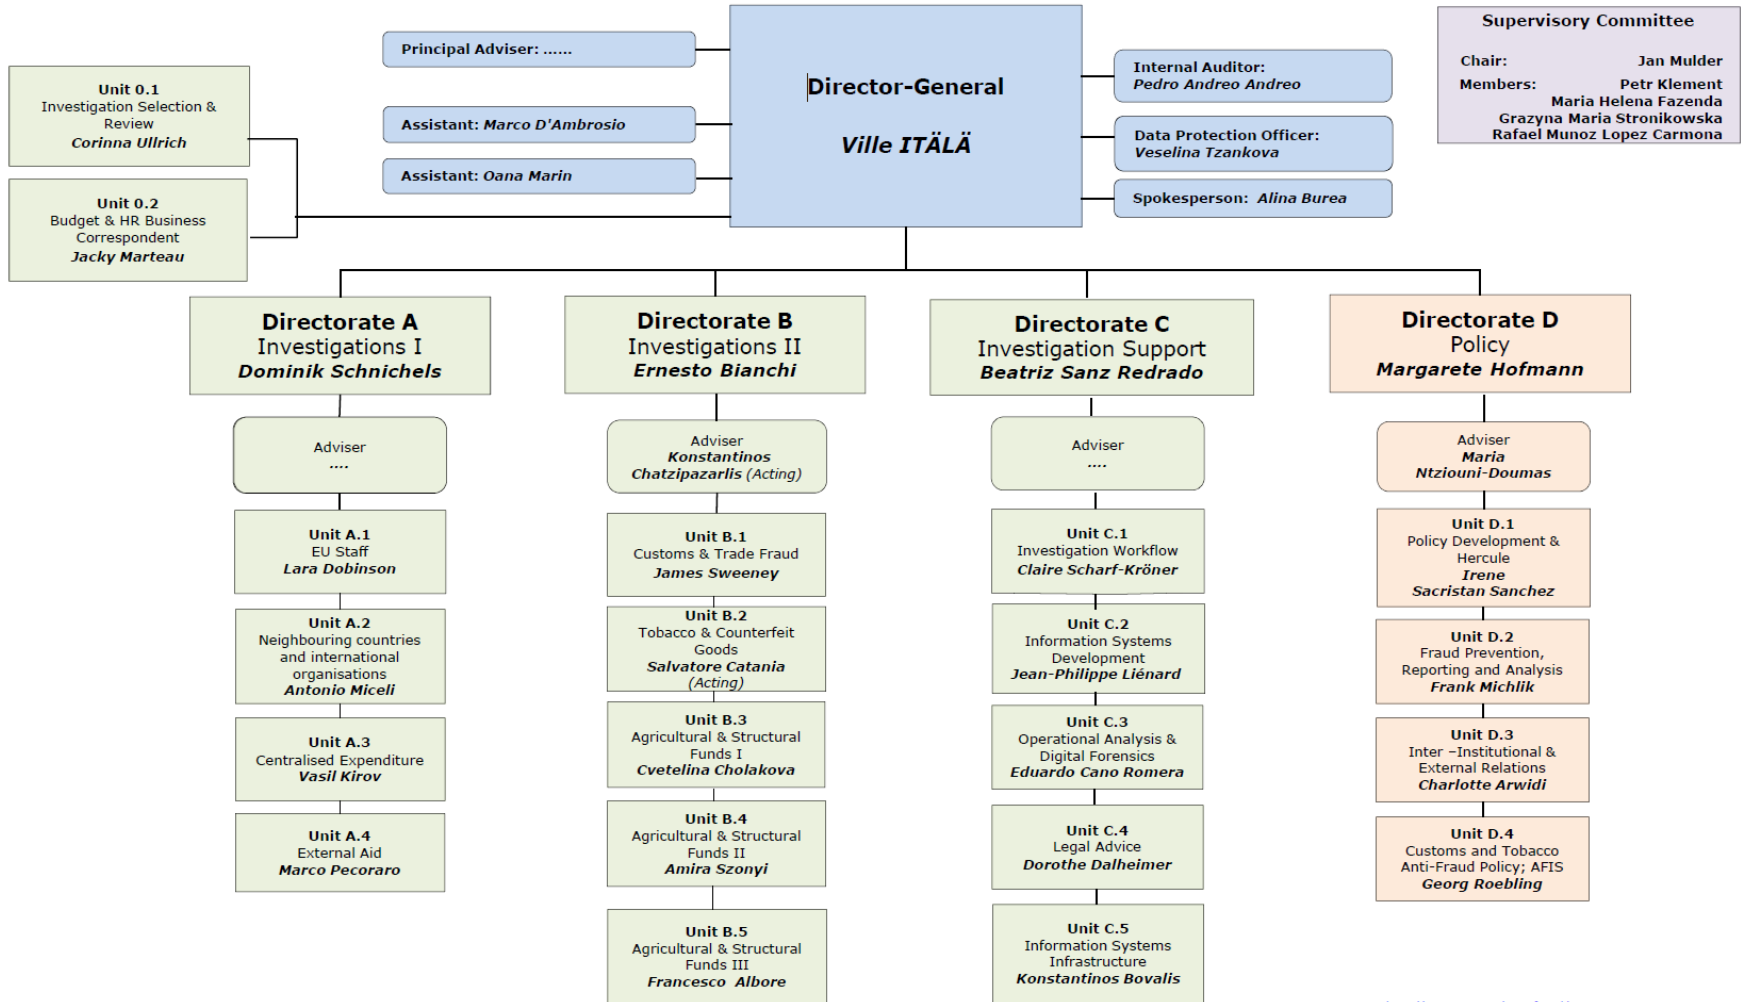 Principal Adviser: ......
Assistant: Marco D'Ambrosio
Assistant: Oana Marin
Director-General
Ville ITÄLÄ
Internal Auditor:
Pedro Andreo Andreo
Data Protection Officer:
Veselina Tzankova
Spokesperson: Alina Burea
Supervisory Committee
Chair: Jan Mulder
Members: Petr Klement
Maria Helena Fazenda
Grazyna Maria Stronikowska
Rafael Munoz Lopez Carmona
Unit 0.1
Investigation Selection &
Review
Corinna Ullrich
Unit 0.2
Budget & HR Business
Correspondent
Jacky Marteau
Directorate A
Investigations I
Dominik Schnichels
Adviser
....
Unit A.1
EU Staff
Lara Dobinson
Unit A.2
Neighbouring countries
and international
organisations
Antonio Miceli
Unit A.3
Centralised Expenditure
Vasil Kirov
Unit A.4
External Aid
Marco Pecoraro
Directorate B
Investigations II
Ernesto Bianchi
Adviser
Konstantinos
Chatzipazarlis (Acting)
Unit B.1
Customs & Trade Fraud
James Sweeney
Unit B.2
Tobacco & Counterfeit
Goods
Salvatore Catania
(Acting)
Unit B.3
Agricultural & Structural
Funds I
Cvetelina Cholakova
Unit B.4
Agricultural & Structural
Funds II
Amira Szonyi
Unit B.5
Agricultural & Structural
Funds III
Francesco Albore
Directorate C
Investigation Support
Beatriz Sanz Redrado
Adviser
....
Unit C.1
Investigation Workflow
Claire Scharf-Kröner
Unit C.2
Information Systems
Development
Jean-Philippe Liénard
Unit C.3
Operational Analysis &
Digital Forensics
Eduardo Cano Romera
Unit C.4
Legal Advice
Dorothe Dalheimer
Unit C.5
Information Systems
Infrastructure
Konstantinos Bovalis
Directorate D
Policy
Margarete Hofmann
Adviser
Maria
Ntziouni-Doumas
Unit D.1
Policy Development &
Hercule
Irene
Sacristan Sanchez
Unit D.2
Fraud Prevention,
Reporting and Analysis
Frank Michlik
Unit D.3
Inter –Institutional &
External Relations
Charlotte Arwidi
Unit D.4
Customs and Tobacco
Anti-Fraud Policy; AFIS
Georg Roebling